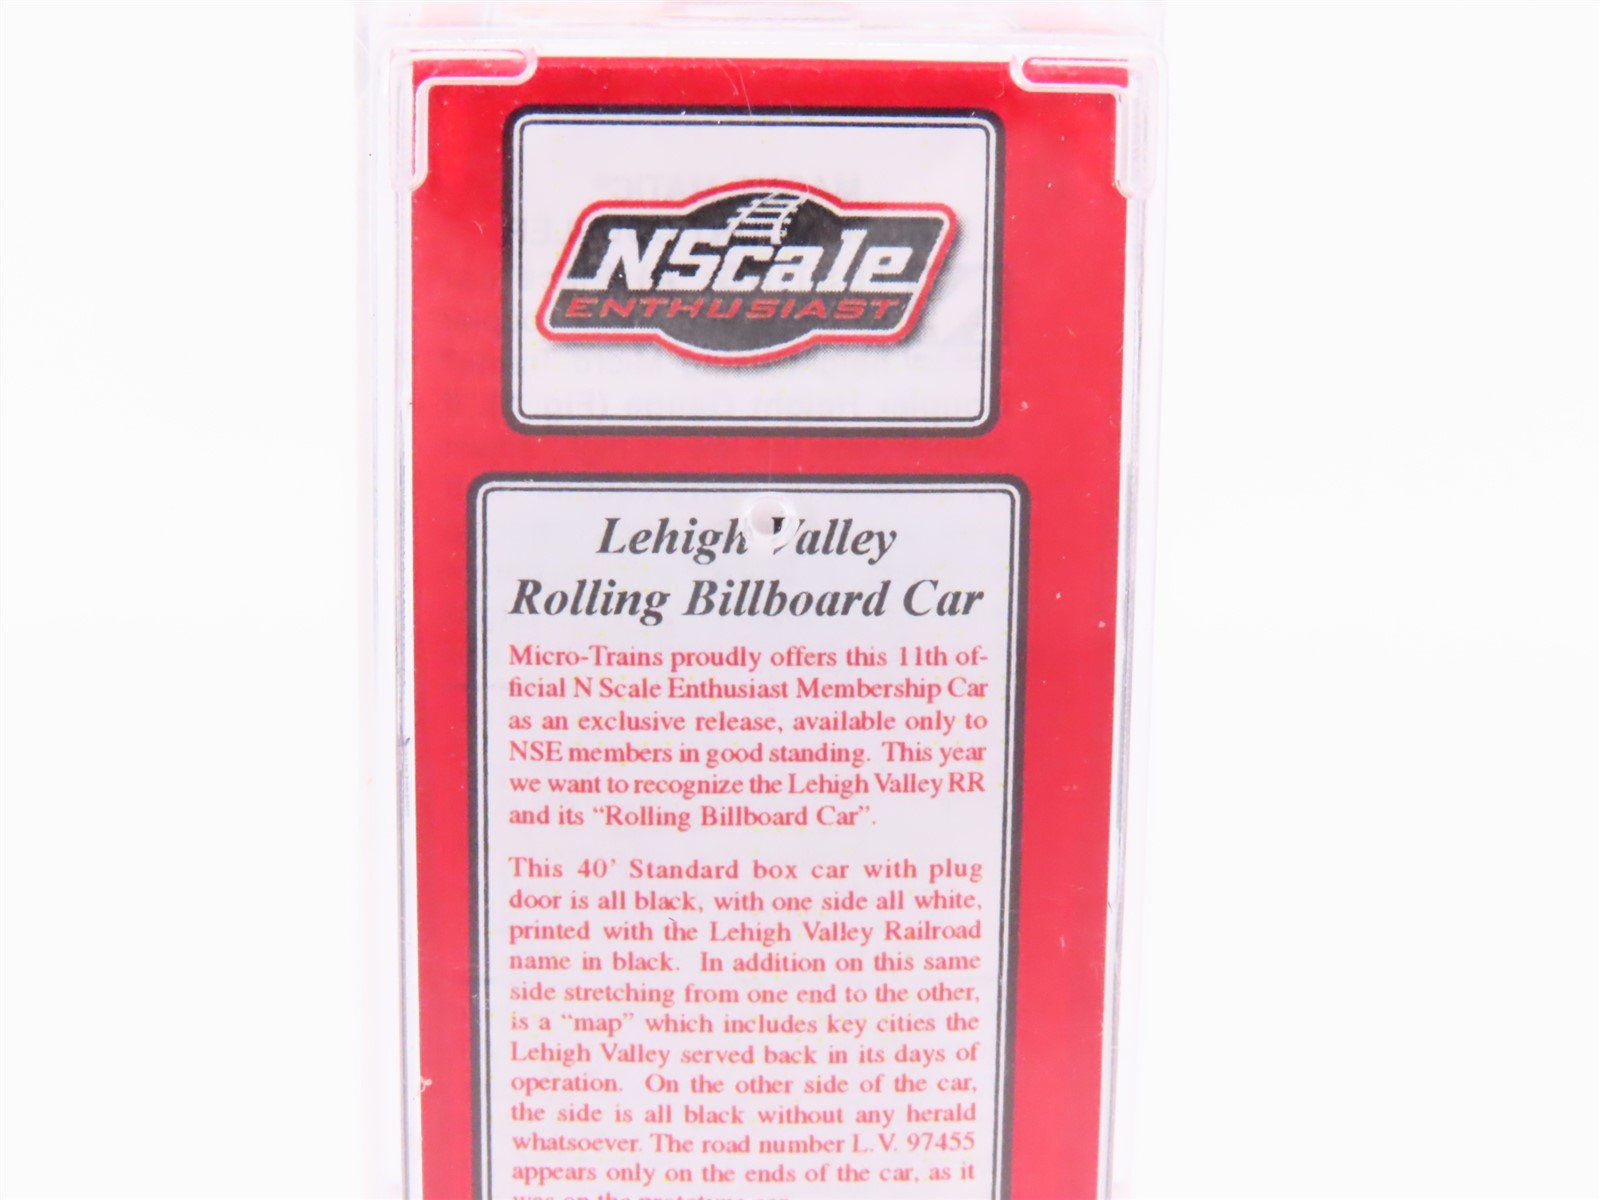 NScale
ENTHUSIAST
Lehigh Valley
Rolling Billboard Car
Micro-Trains proudly offers this 11th of-
ficial N Scale Enthusiast Membership Car
as an exclusive release, available only to
NSE members in good standing. This year
we want to recognize the Lehigh Valley RR
and its “Rolling Billboard Car”.
This 40’ Standard box car with plug
door is all black, with one side all white,
printed with the Lehigh Valley Railroad
name in black. In addition on this same
side stretching from one end to the other,
is a “map” which includes key cities the
Lehigh Valley served back in its days of
operation. On the other side of the car,
the side is all black without any herald
whatsoever. The road number L.V. 97455
appears only on the ends of the car, as it
was on the prototype car.